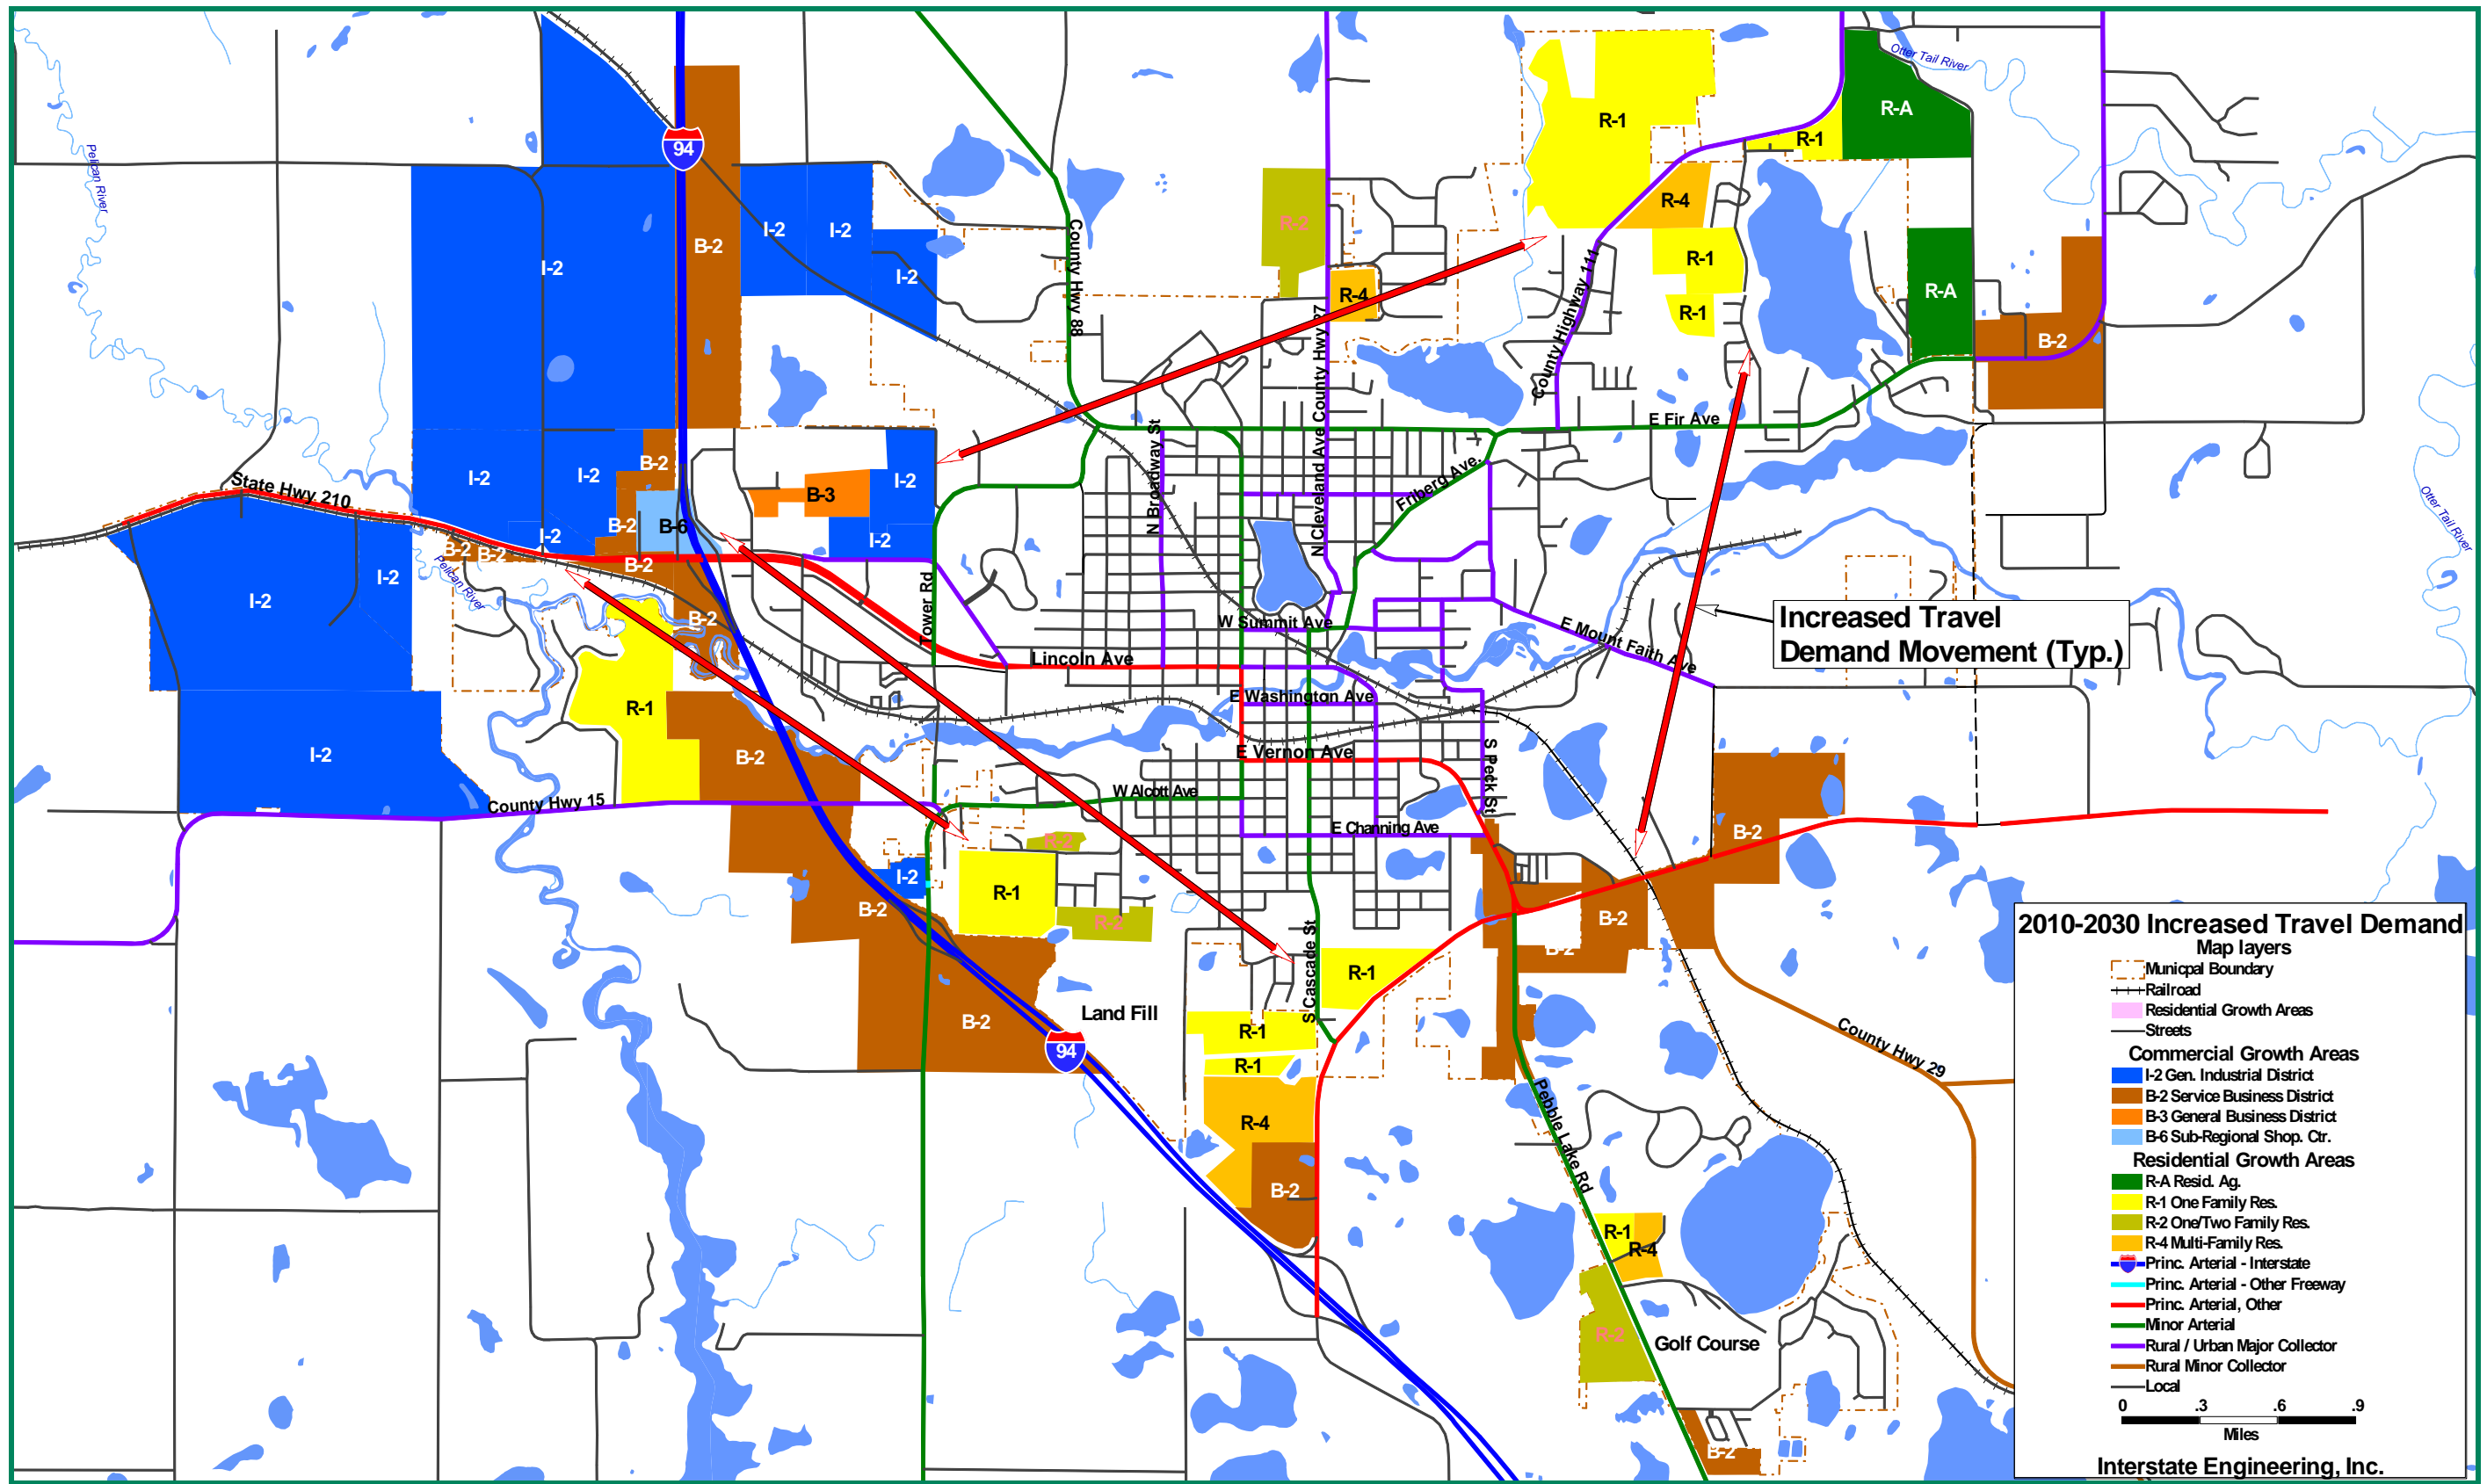 Otter Tail River
R-A
R-1
R-1
94
Pelican River
R-4
R-2
County Hwy 88
I-2
I-2
B-2
I-2
I-2
R-1
R-A
R-4
R-1
County Highway 111
N Cleveland Ave County Hwy 27
B-2
E Fir Ave
N Broadway St
B-2
I-2
I-2
I-2
B-3
State Hwy 210
Friberg Ave.
Otter Tail River
B-2
B-6
I-2
I-2
B-2
B-2
B-2
I-2
Pelican River
I-2
B-2
Tower Rd
W Summit Ave
E Mount Faith Ave
Increased Travel
Demand Movement (Typ.)
Lincoln Ave
E Washington Ave
R-1
I-2
B-2
E Vernon Ave
S Peck St
W Alcott Ave
County Hwy 15
E Channing Ave
B-2
R-2
I-2
R-1
B-2
R-2
B-2
B-2
S Cascade St
R-1
Land Fill
B-2
R-1
94
R-1
County Hwy 29
R-4
Pebble Lake Rd
B-2
R-1
R-4
R-2
Golf Course
B-2
2010-2030 Increased Travel Demand
Map layers
Municpal Boundary
Railroad
Residential Growth Areas
Streets
Commercial Growth Areas
I-2 Gen. Industrial District
B-2 Service Business District
B-3 General Business District
B-6 Sub-Regional Shop. Ctr.
Residential Growth Areas
R-A Resid. Ag.
R-1 One Family Res.
R-2 One/Two Family Res.
R-4 Multi-Family Res.
Princ. Arterial - Interstate
Princ. Arterial - Other Freeway
Princ. Arterial, Other
Minor Arterial
Rural / Urban Major Collector
Rural Minor Collector
Local
0 .3 .6 .9
Miles
Interstate Engineering, Inc.